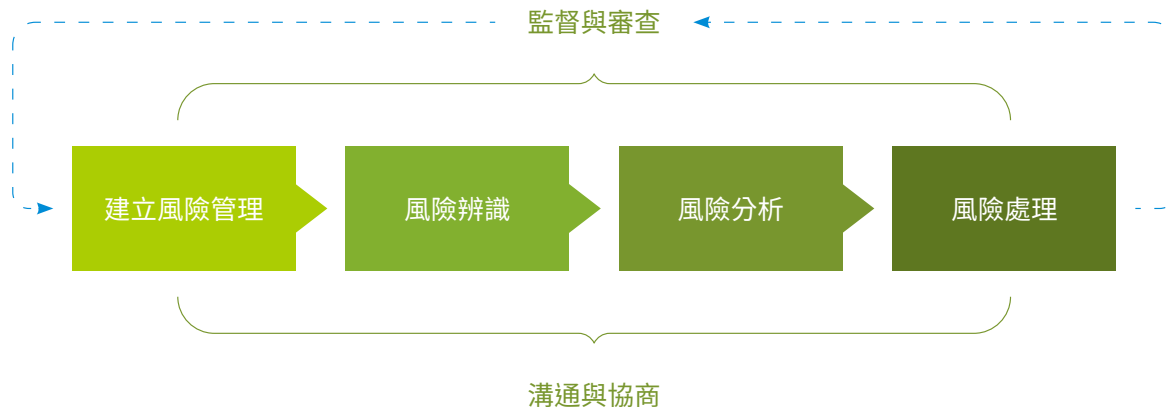 監督與審查
建立風險管理
風險辨識
風險分析
風險處理
溝通與協商